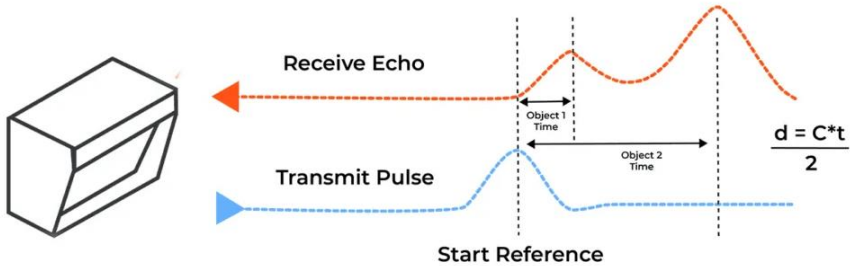 Receive Echo
Object 1
Time
Object 2
Time
d = C*t
2
Transmit Pulse
Start Reference